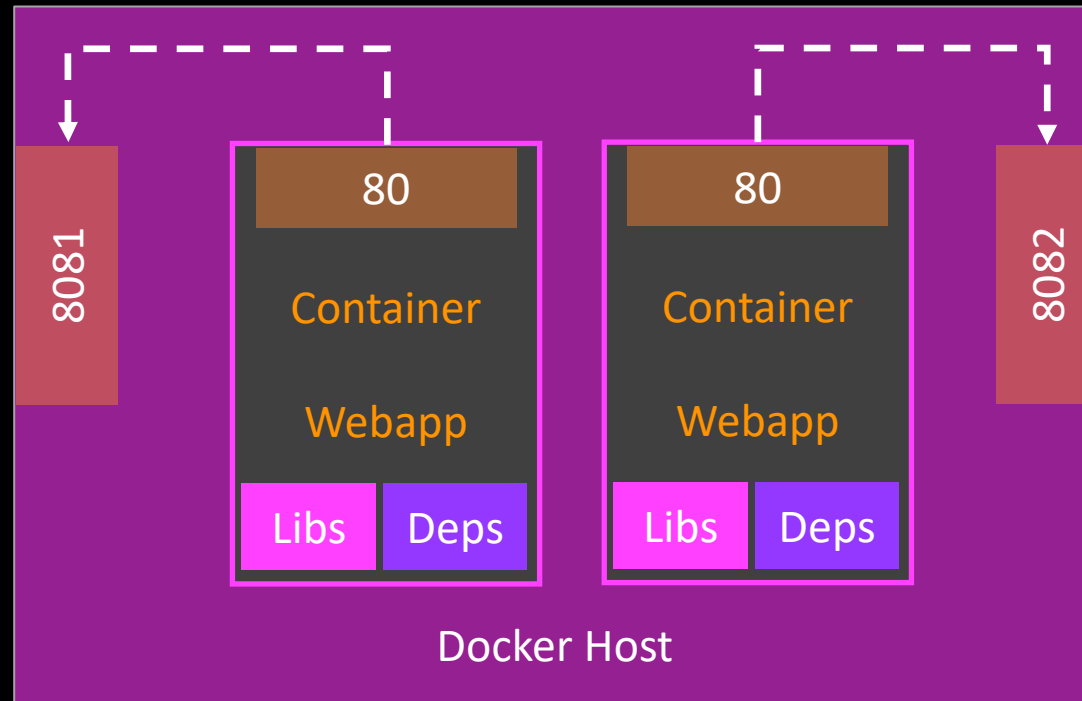 80
80
8081
8082
Container
Container
Webapp
Webapp
Libs
Deps
Libs
Deps
Docker Host